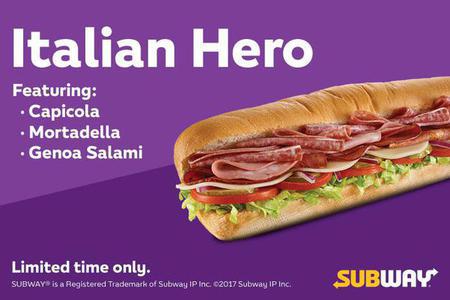 Italian Hero
Featuring:
· Capicola
· Mortadella
· Genoa Salami
Limited time only.
SUBWAY® is a Registered Trademark of Subway IP Inc. ©2017 Subway IP Inc.
SUBWAY